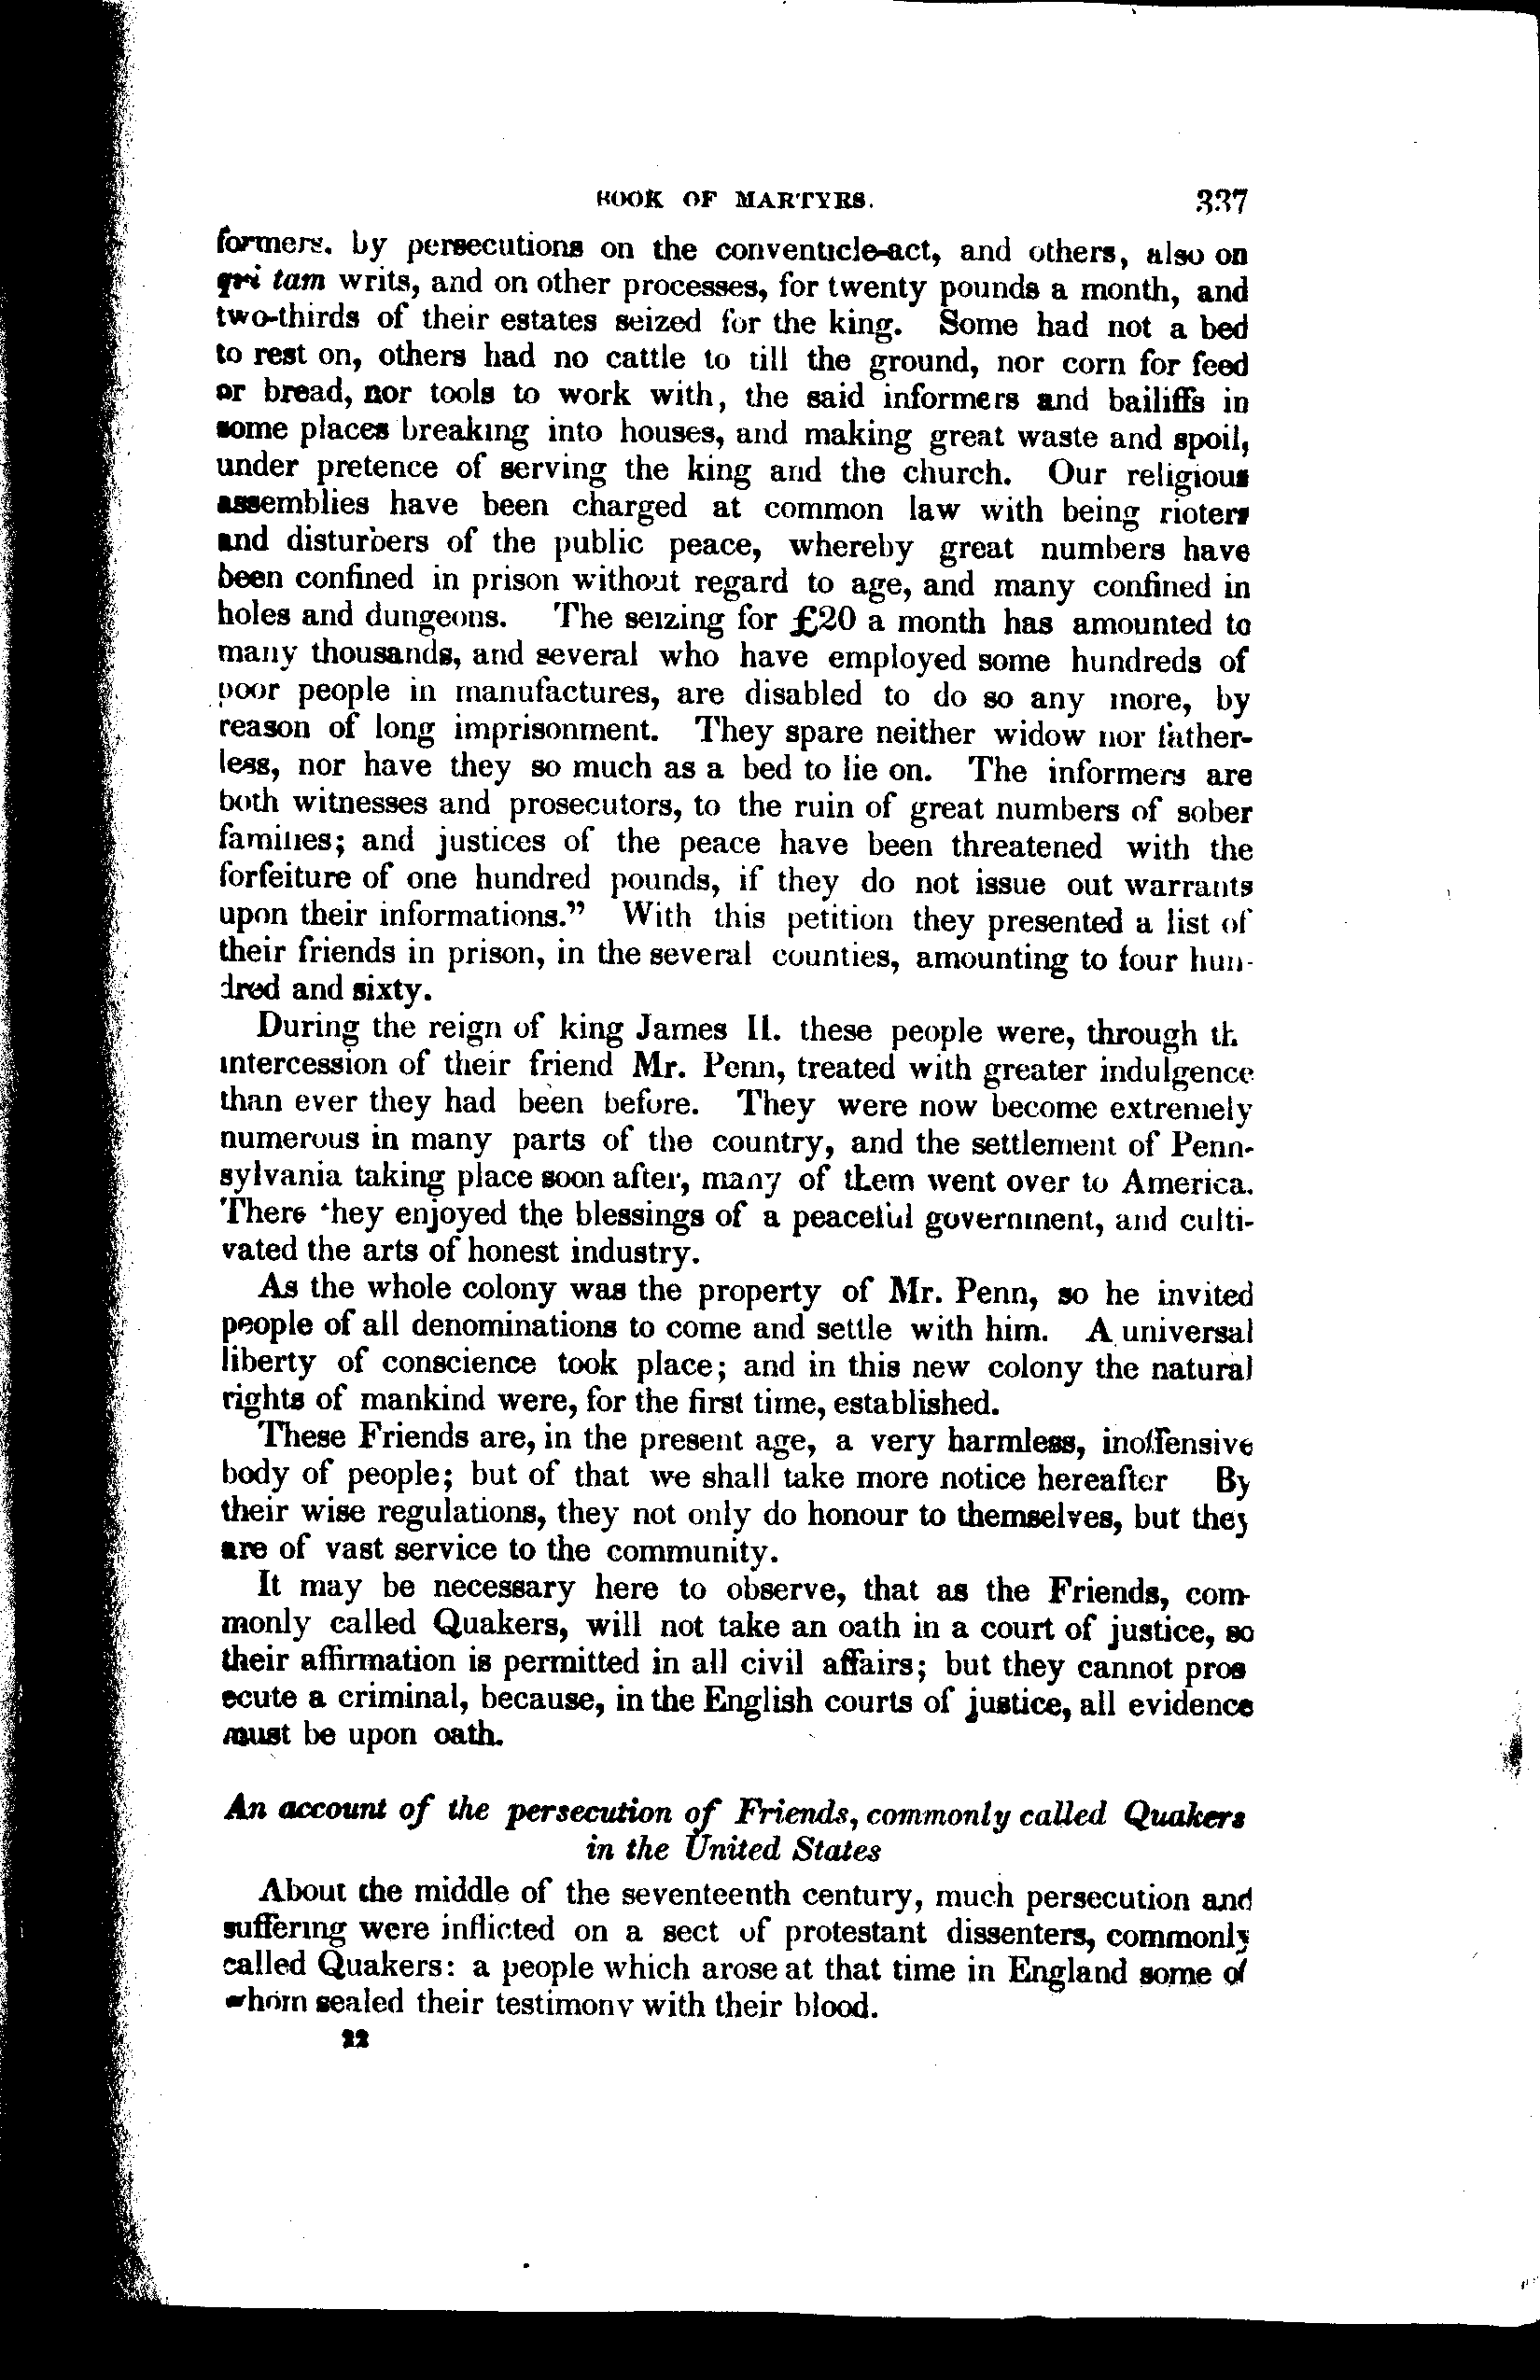 BOOK OF MARTYRS. 337
formers, by persecutions on the conventicle-act, and others, also on
qui tam writs, and on other processes, for twenty pounds a month, and
two-thirds of their estates seized for the king. Some had not a bed
to rest on, others had no cattle to till the ground, nor corn for feed
or bread, nor tools to work with, the said informers and bailiffs in
some places breaking into houses, and making great waste and spoil,
under pretence of serving the king and the church. Our religious
assemblies have been charged at common law with being rioters
and disturbers of the public peace, whereby great numbers have
been confined in prison without regard to age, and many confined in
holes and dungeons. The seizing for £20 a month has amounted to
many thousands, and several who have employed some hundreds of
poor people in manufactures, are disabled to do so any more, by
reason of long imprisonment. They spare neither widow nor father-
less, nor have they so much as a bed to lie on. The informers are
both witnesses and prosecutors, to the ruin of great numbers of sober
families; and justices of the peace have been threatened with the
forfeiture of one hundred pounds, if they do not issue out warrants
upon their informations.” With this petition they presented a list of
their friends in prison, in the several counties, amounting to four hun-
dred and sixty.
During the reign of king James II. these people were, through th
intercession of their friend Mr. Penn, treated with greater indulgence
than ever they had been before. They were now become extremely
numerous in many parts of the country, and the settlement of Penn-
sylvania taking place soon after, many of them went over to America.
There they enjoyed the blessings of a peaceful government, and culti-
vated the arts of honest industry.
As the whole colony was the property of Mr. Penn, so he invited
people of all denominations to come and settle with him. A universal
liberty of conscience took place; and in this new colony the natural
rights of mankind were, for the first time, established.
These Friends are, in the present age, a very harmless, inoffensive
body of people; but of that we shall take more notice hereafter By
their wise regulations, they not only do honour to themselves, but they
are of vast service to the community.
It may be necessary here to observe, that as the Friends, com-
monly called Quakers, will not take an oath in a court of justice, so
their affirmation is permitted in all civil affairs; but they cannot pros
ecute a criminal, because, in the English courts of justice, all evidence
must be upon oath.
An account of the persecution of Friends, commonly called Quakers
in the United States
About the middle of the seventeenth century, much persecution and
suffering were inflicted on a sect of protestant dissenters, commonly
called Quakers: a people which arose at that time in England some of
whom sealed their testimony with their blood.
22